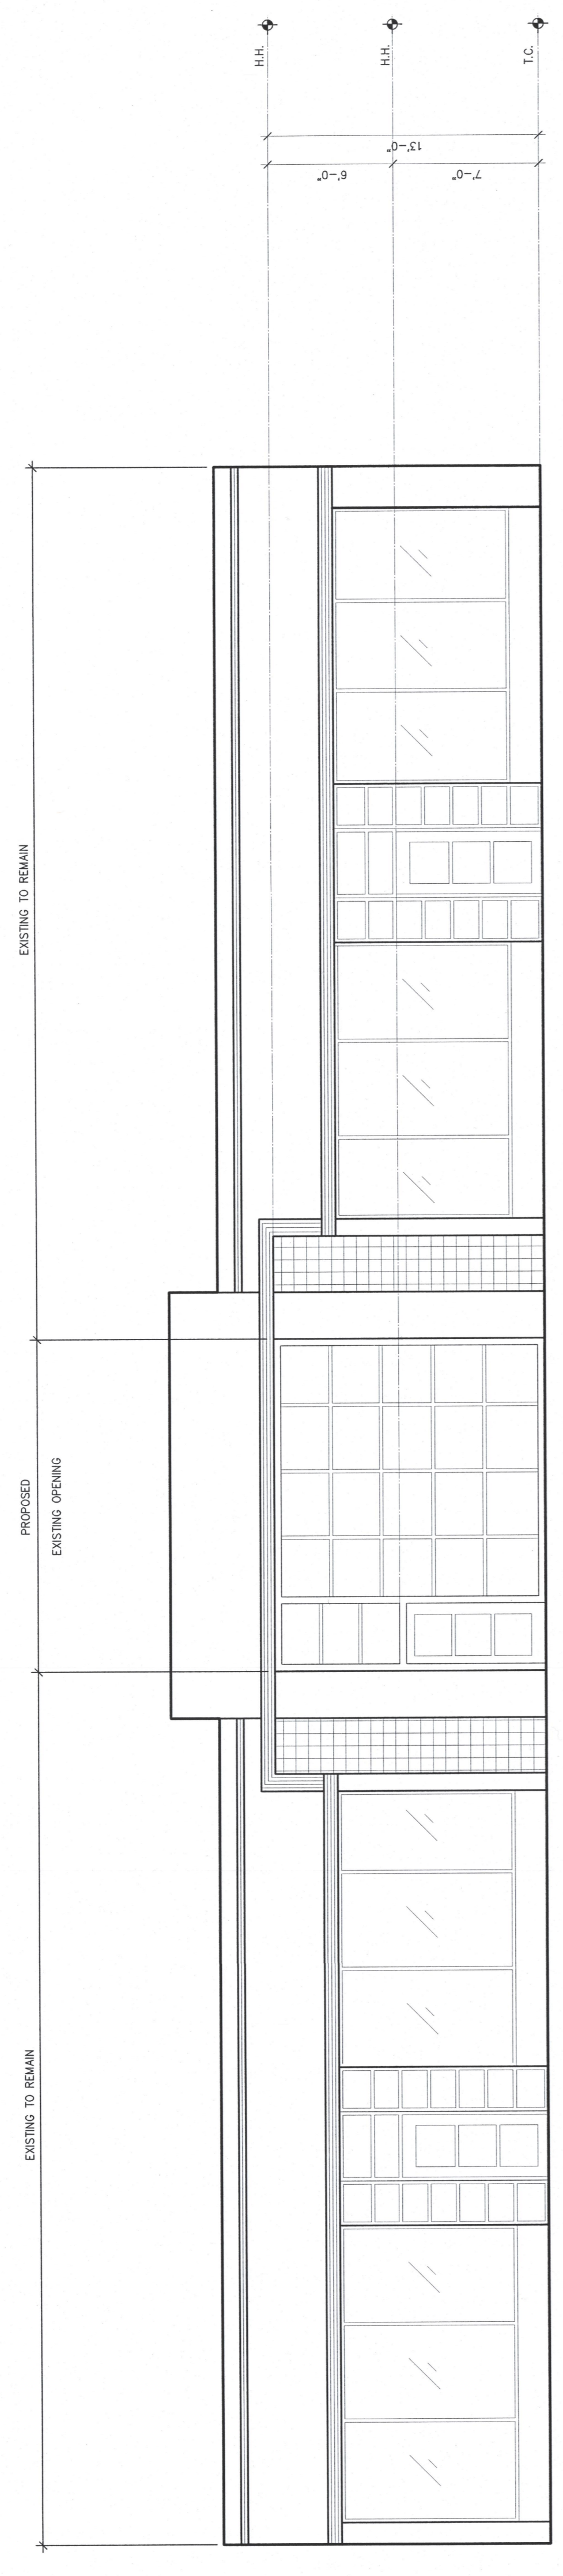 EXISTING TO REMAIN
PROPOSED
EXISTING OPENING
EXISTING TO REMAIN
H.H.
H.H.
T.C.
6'-0"
7'-0"
13'-0"